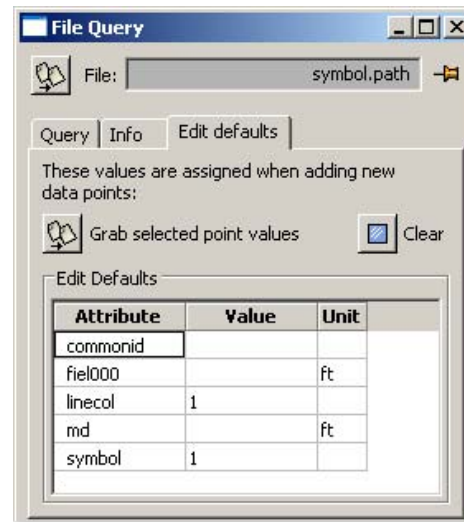 File Query
File: symbol.path
Query Info Edit defaults
These values are assigned when adding new
data points:
Grab selected point values Clear
Edit Defaults
Attribute Value Unit
commonid
fiel000 ft
linecol 1
md ft
symbol 1